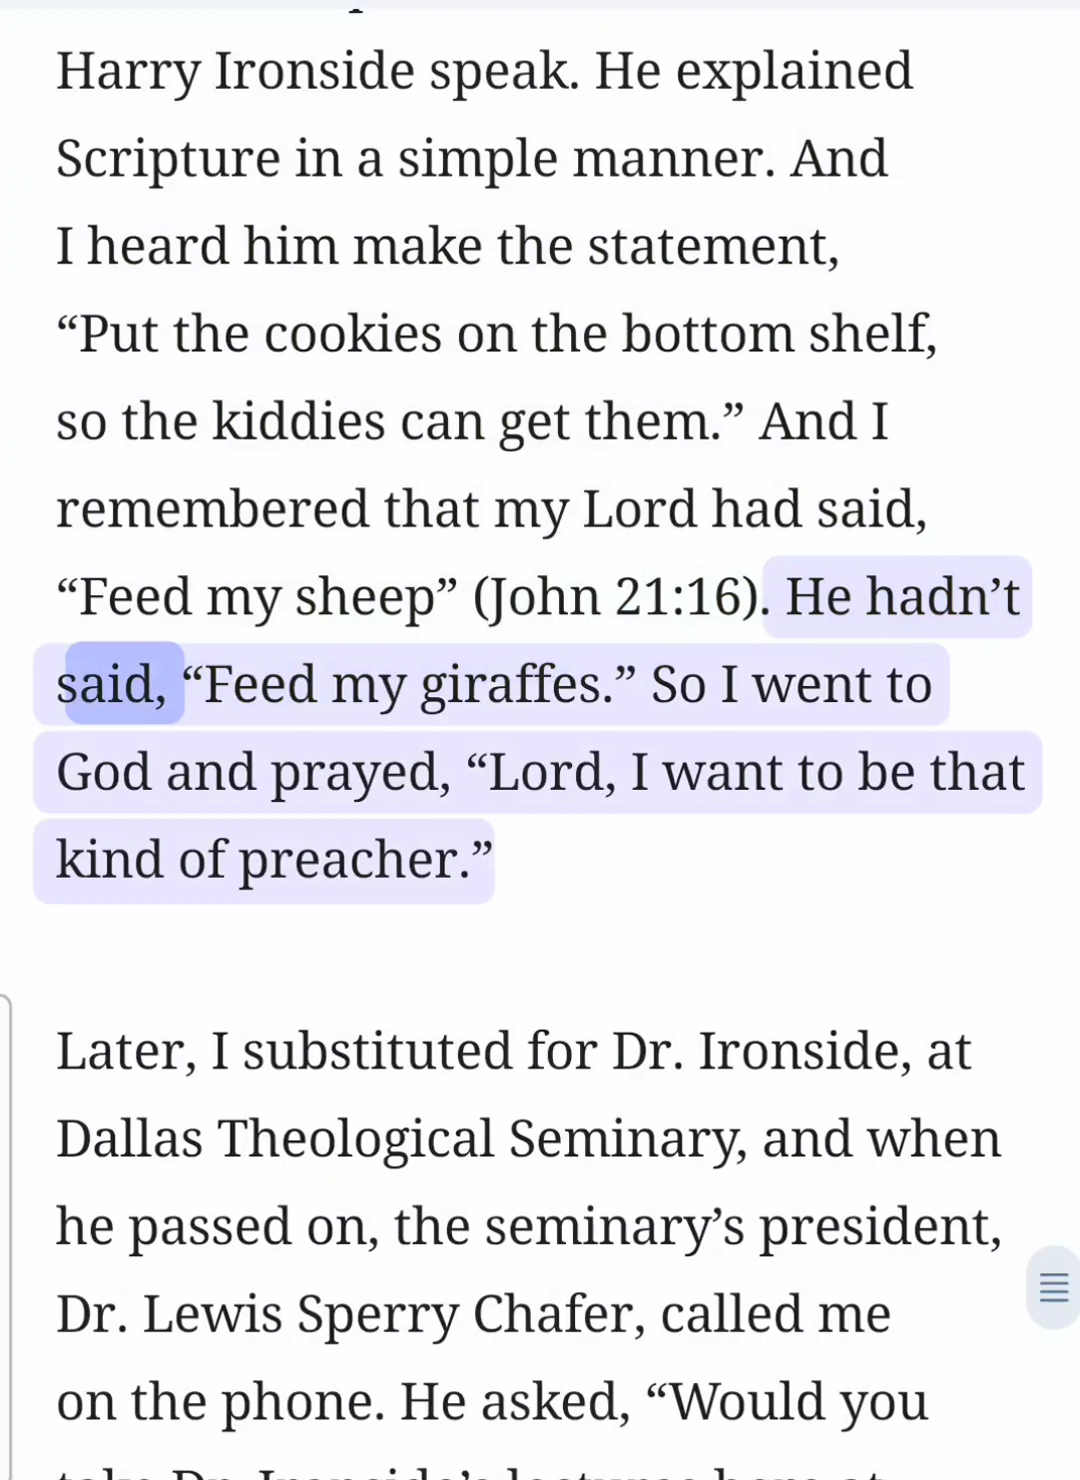 Harry Ironside speak. He explained
Scripture in a simple manner. And
I heard him make the statement,
“Put the cookies on the bottom shelf,
so the kiddies can get them.” And I
remembered that my Lord had said,
“Feed my sheep” (John 21:16). He hadn’t
said, “Feed my giraffes.” So I went to
God and prayed, “Lord, I want to be that
kind of preacher.”
Later, I substituted for Dr. Ironside, at
Dallas Theological Seminary, and when
he passed on, the seminary’s president,
Dr. Lewis Sperry Chafer, called me
on the phone. He asked, “Would you